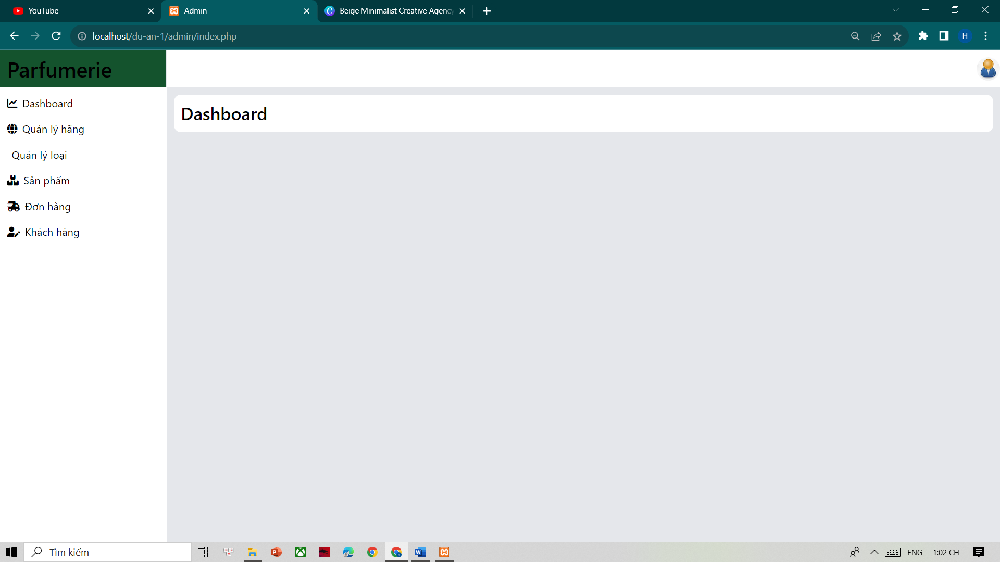 YouTube
Admin
Beige Minimalist Creative Agency
localhost/du-an-1/admin/index.php
H
Parfumerie
Dashboard
Dashboard
Quản lý hãng
Quản lý loại
Sản phẩm
Đơn hàng
Khách hàng
Tìm kiếm
ENG
1:02 CH